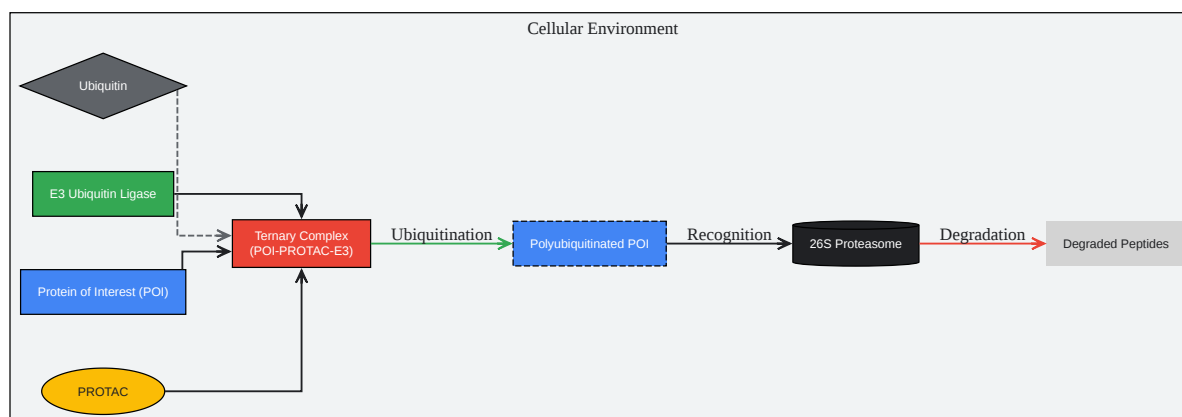 Cellular Environment
Ubiquitin
E3 Ubiquitin Ligase
Protein of Interest (POI)
PROTAC
Ternary Complex
(POI-PROTAC-E3)
Ubiquitination
Polyubiquitinated POI
Recognition
26S Proteasome
Degradation
Degraded Peptides